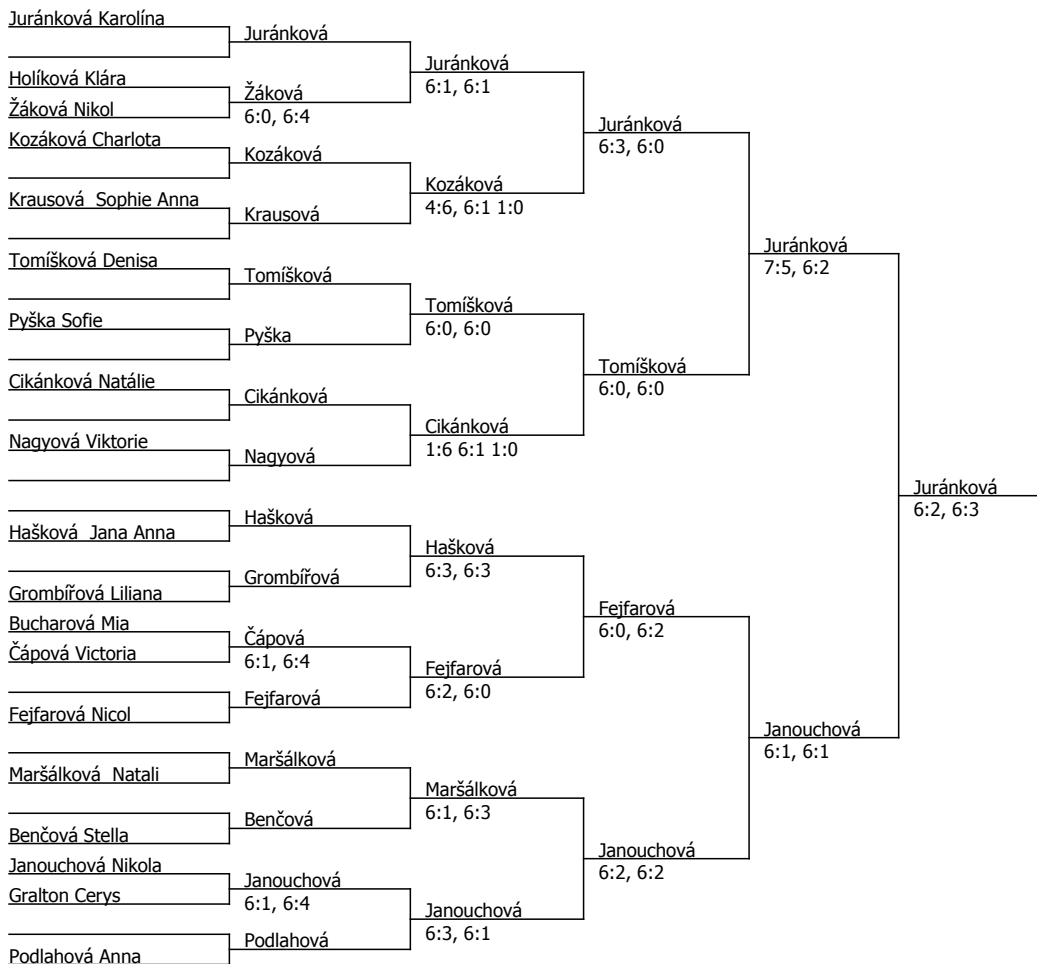 Juránková Karolína
Holíková Klára
Žáková Nikol
Kozáková Charlota
Krausová  Sophie Anna
Tomíšková Denisa
Pyška Sofie
Cikánková Natálie
Nagyová Viktorie
Hašková  Jana Anna
Grombířová Liliana
Bucharová Mia
Čápová Victoria
Fejfarová Nicol
Maršálková  Natali
Benčová Stella
Janouchová Nikola
Gralton Cerys
Podlahová Anna
Juránková
Žáková
6:0, 6:4
Kozáková
Krausová
Tomíšková
Pyška
Cikánková
Nagyová
Hašková
Grombířová
Čápová
6:1, 6:4
Fejfarová
Maršálková
Benčová
Janouchová
6:1, 6:4
Podlahová
Juránková
6:1, 6:1
Kozáková
4:6, 6:1 1:0
Tomíšková
6:0, 6:0
Cikánková
1:6 6:1 1:0
Hašková
6:3, 6:3
Fejfarová
6:2, 6:0
Maršálková
6:1, 6:3
Janouchová
6:3, 6:1
Juránková
6:3, 6:0
Tomíšková
6:0, 6:0
Fejfarová
6:0, 6:2
Janouchová
6:2, 6:2
Juránková
7:5, 6:2
Janouchová
6:1, 6:1
Juránková
6:2, 6:3